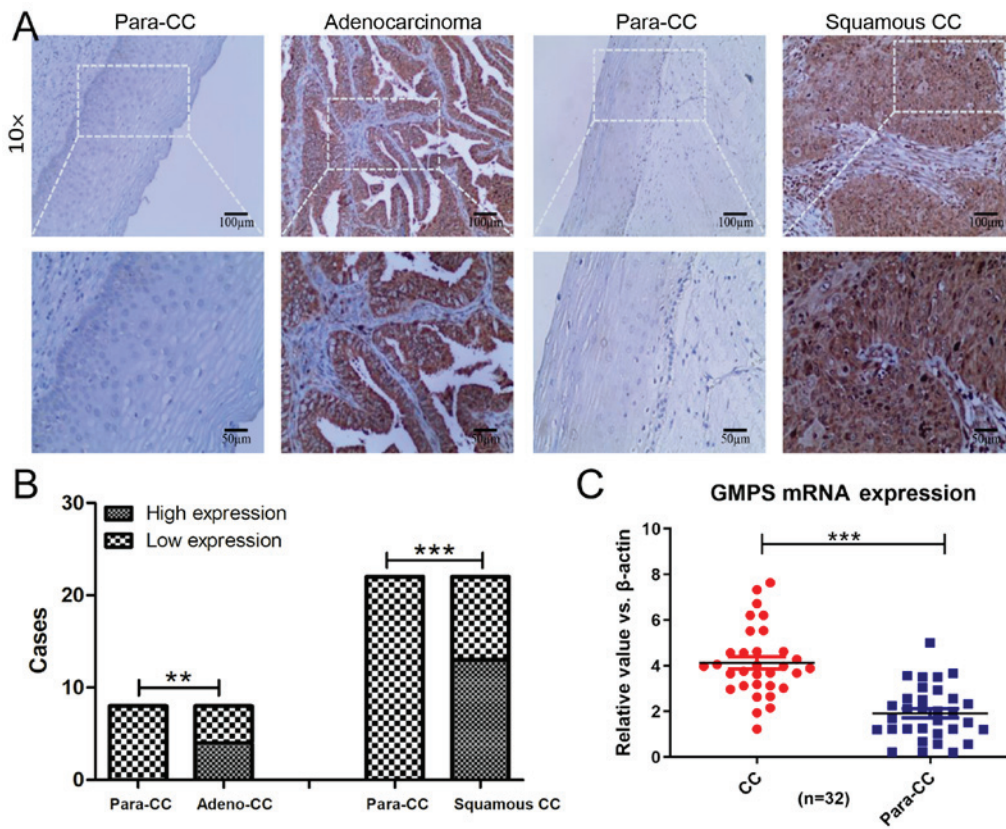 A
Para-CC
Adenocarcinoma
Para-CC
Squamous CC
10×
100μm
100μm
100μm
100μm
50μm
50μm
50μm
50μm
B
Cases
30
20
10
0
High expression
Low expression
**
***
Para-CC
Adeno-CC
Para-CC
Squamous CC
C
GMPS mRNA expression
Relative value vs. β-actin
10
8
6
4
2
0
***
CC
(n=32)
Para-CC